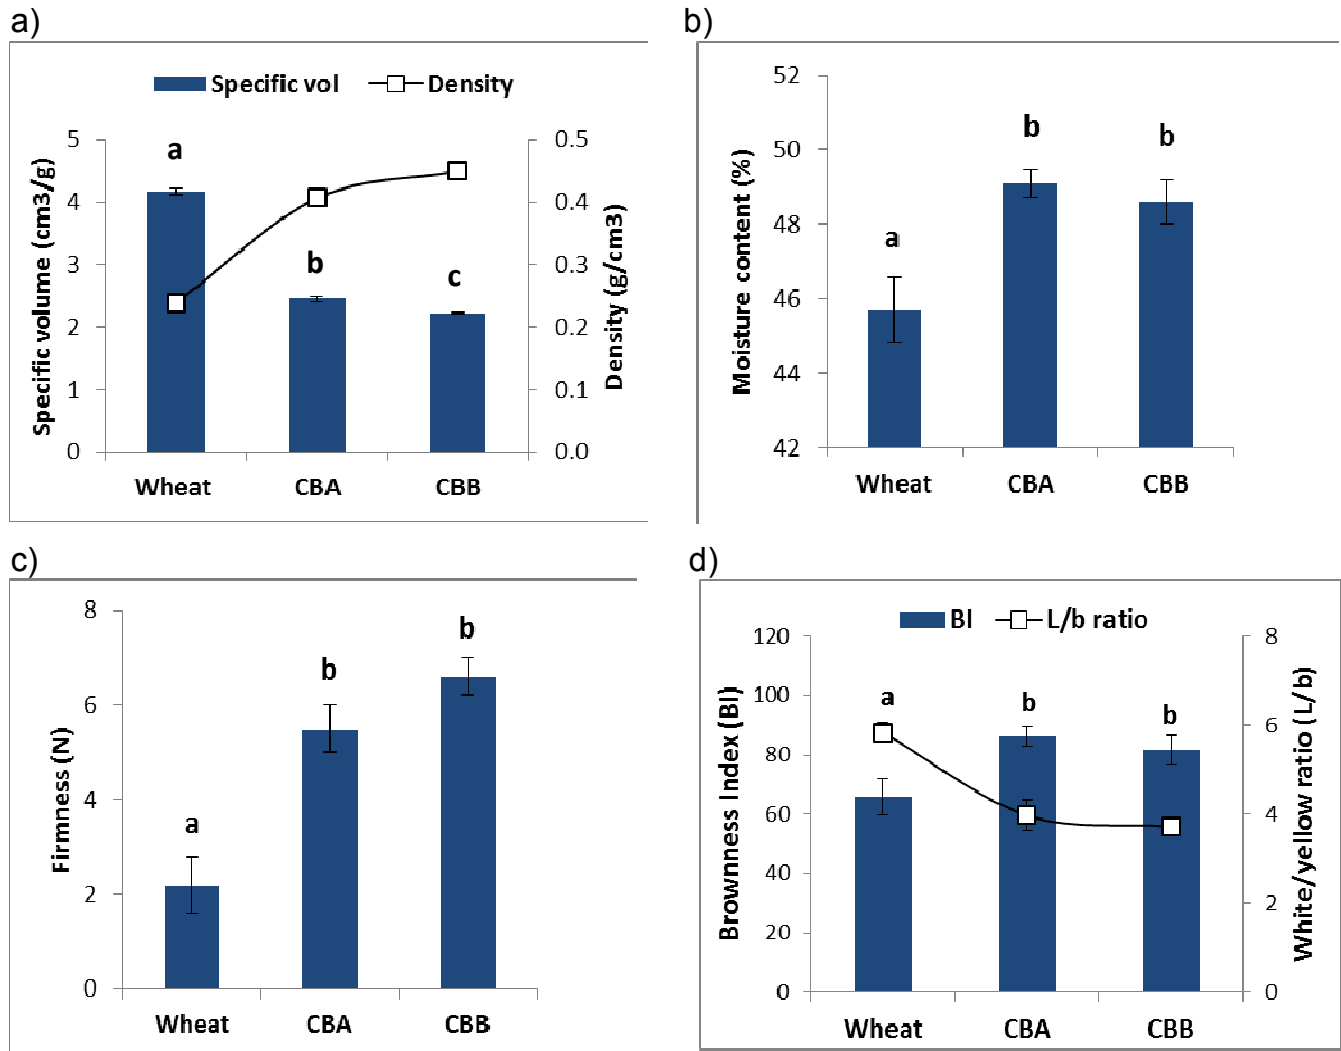 a)
Specific vol Density
5
4
3
2
1
0
Specific volume (cm3/g)
a
b
c
0.5
0.4
0.3
0.2
0.1
0.0
Density (g/cm3)
Wheat CBA CBB
b)
52
50
48
46
44
42
Moisture content (%)
a
b
b
Wheat CBA CBB
c)
8
6
4
2
0
Firmness (N)
a
b
b
Wheat CBA CBB
d)
BI L/b ratio
120
100
80
60
40
20
0
Brownness Index (BI)
a
b
b
8
6
4
2
0
White/yellow ratio (L/b)
Wheat CBA CBB